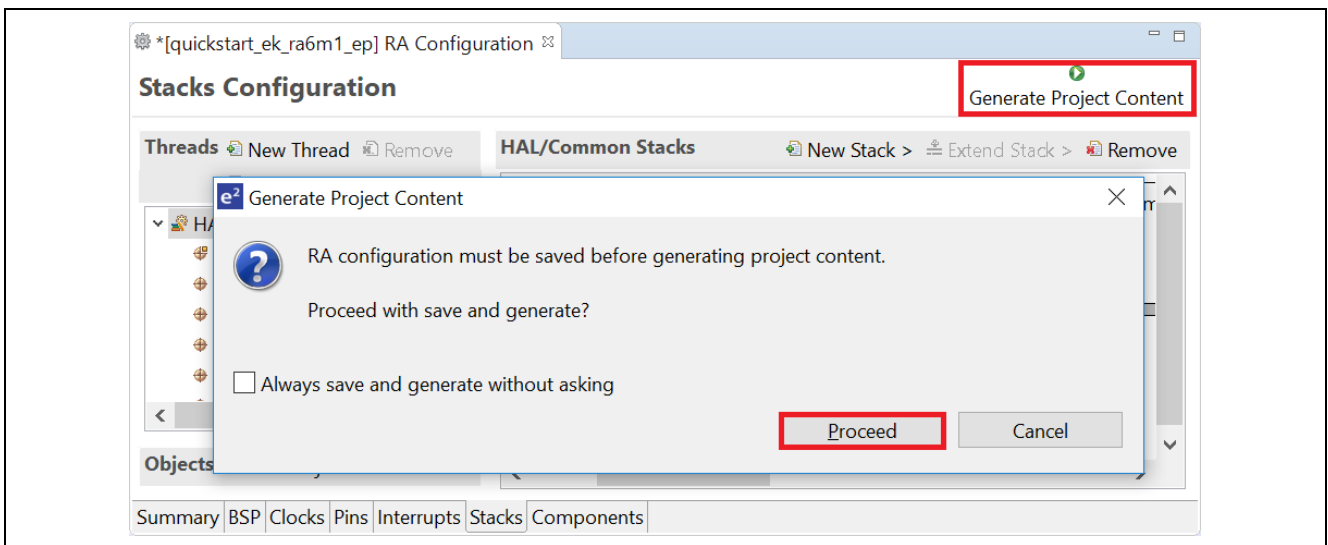 *[quickstart_ek_ra6m1_ep] RA Configuration
Stacks Configuration
Generate Project Content
Threads New Thread Remove
HAL/Common Stacks New Stack > Extend Stack > Remove
e² Generate Project Content
RA configuration must be saved before generating project content.
Proceed with save and generate?
Always save and generate without asking
Proceed Cancel
Objects
Summary BSP Clocks Pins Interrupts Stacks Components